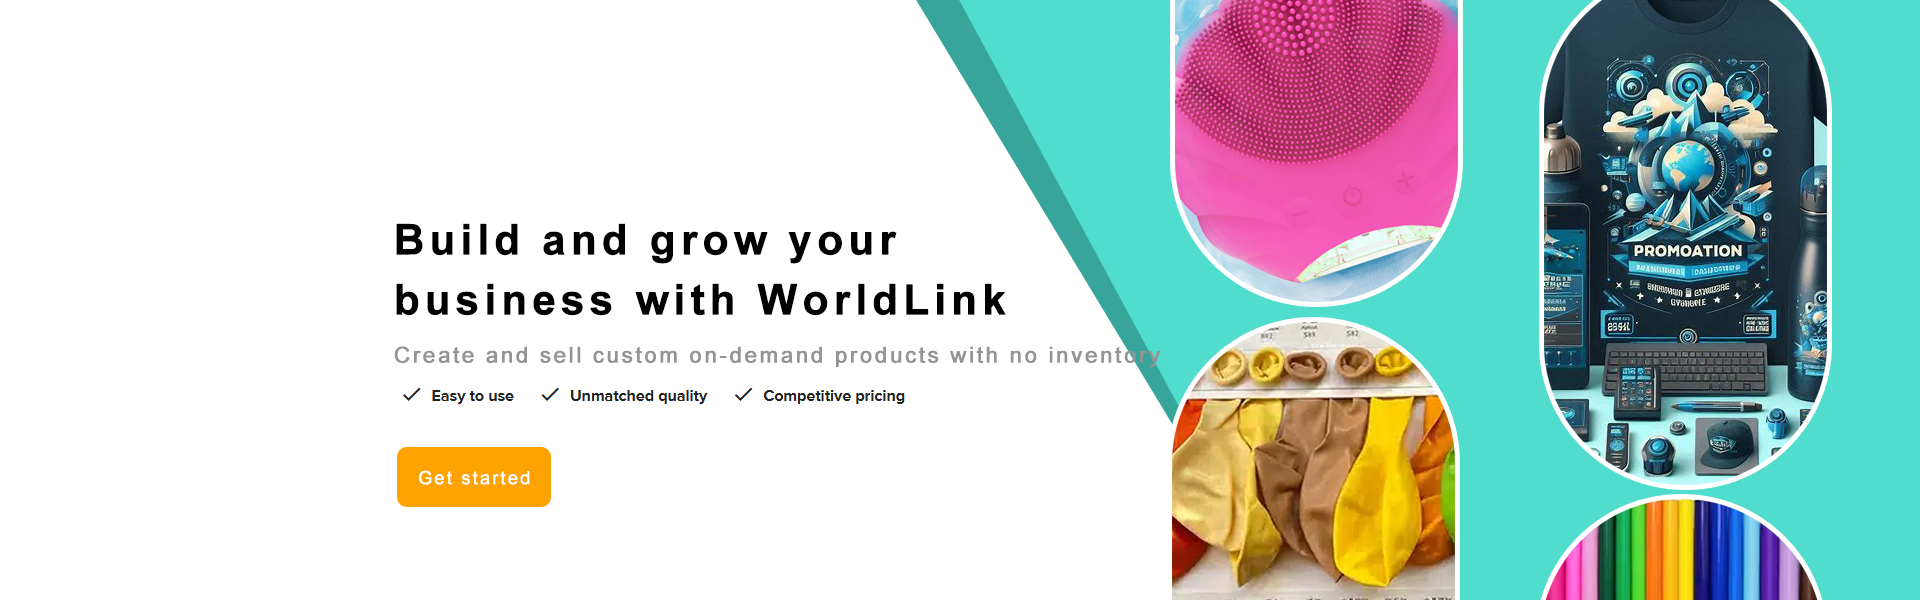 Build and grow your
business with WorldLink
Create and sell custom on-demand products with no inventory
Easy to use Unmatched quality Competitive pricing
Get started
PROMOATION